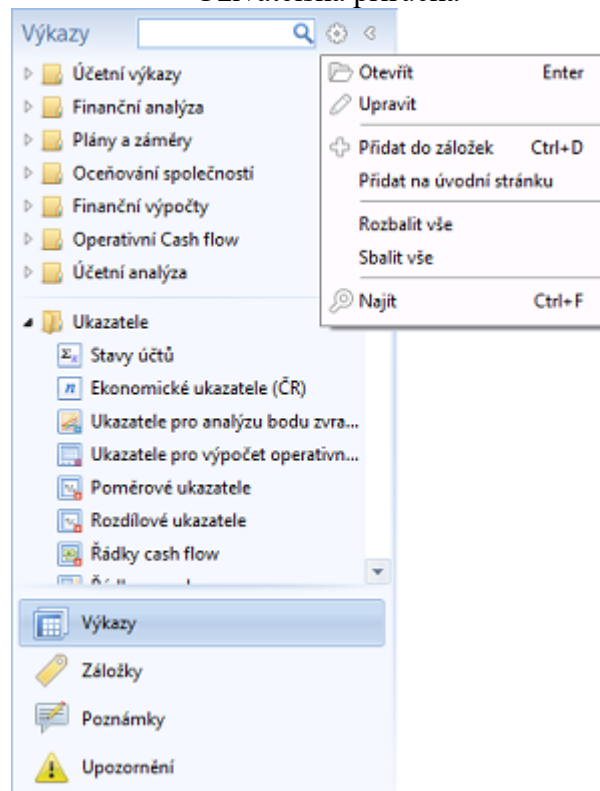 Výkazy
Účetní výkazy
Finanční analýza
Plány a záměry
Oceňování společností
Finanční výpočty
Operativní Cash flow
Účetní analýza
Otevřít Enter
Upravit
Přidat do záložek Ctrl+D
Přidat na úvodní stránku
Rozbalit vše
Sbalit vše
Najít Ctrl+F
Ukazatele
Σx Stavy účtů
n Ekonomické ukazatele (ČR)
Ukazatele pro analýzu bodu zvra...
Ukazatele pro výpočet operativn...
Poměrové ukazatele
Rozdílové ukazatele
Řádky cash flow
Výkazy
Záložky
Poznámky
Upozornění